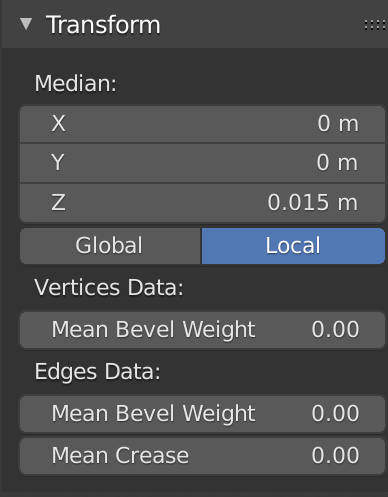 Transform
Median:
X 0 m
Y 0 m
Z 0.015 m
Global Local
Vertices Data:
Mean Bevel Weight 0.00
Edges Data:
Mean Bevel Weight 0.00
Mean Crease 0.00